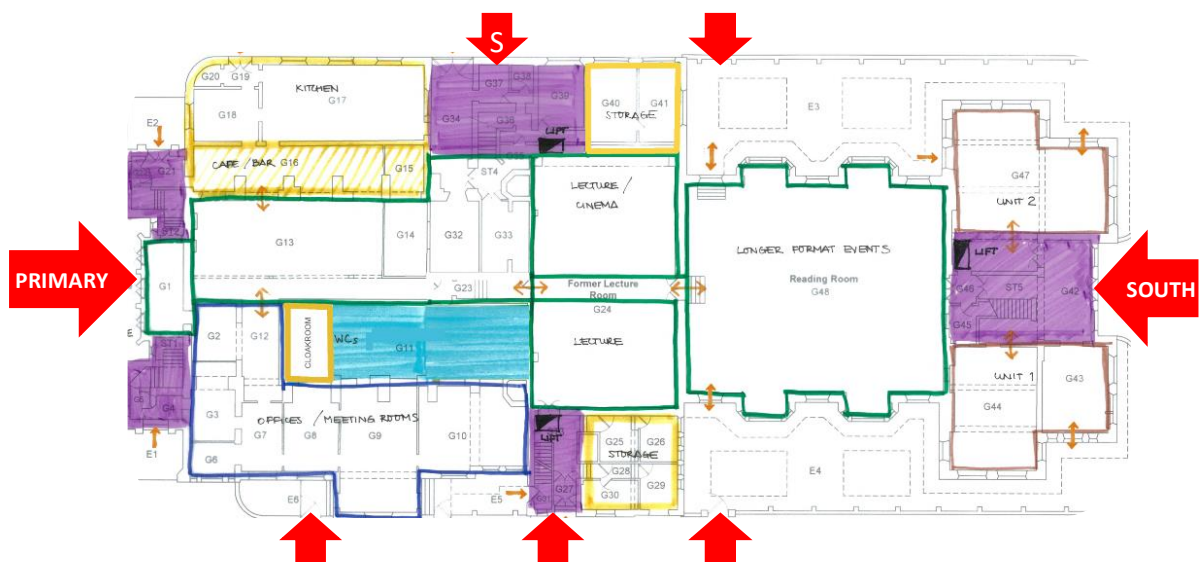 S
G20
G19
KITCHEN
G17
G18
G37
G38
G39
G34
G36
LIFT
G40
G41
STORAGE
E3
E2
G21
ST2
CAFE / BAR
G16
G15
ST4
LECTURE /
CINEMA
G47
UNIT 2
PRIMARY
G1
G13
G14
G32
G33
G23
Former Lecture
Room
G24
LONGER FORMAT EVENTS
Reading Room
G48
LIFT
G46
ST5
G42
G45
SOUTH
E
ST1
G4
G2
G12
CLOAKROOM
WCs
G11
LECTURE
UNIT 1
G43
G44
G3
OFFICES / MEETING ROOMS
G7
G8
G9
G10
G6
E1
LIFT
G25
G26
STORAGE
G28
G27
G30
G29
E6
E5
E4